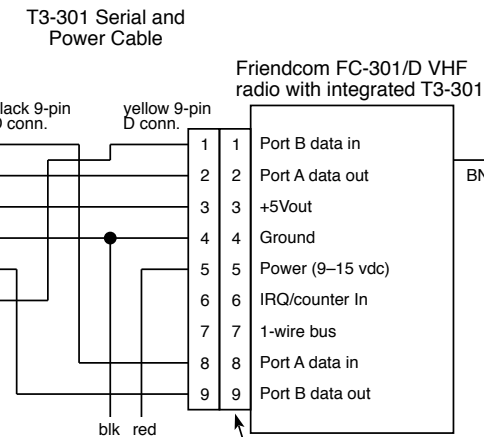 T3-301 Serial and
Power Cable
Friendcom FC-301/D VHF
radio with integrated T3-301
9-pin
conn.
yellow 9-pin
D conn.
1 1 Port B data in
2 2 Port A data out
3 3 +5Vout
4 4 Ground
5 5 Power (9–15 vdc)
6 6 IRQ/counter In
7 7 1-wire bus
8 8 Port A data in
9 9 Port B data out
blk red